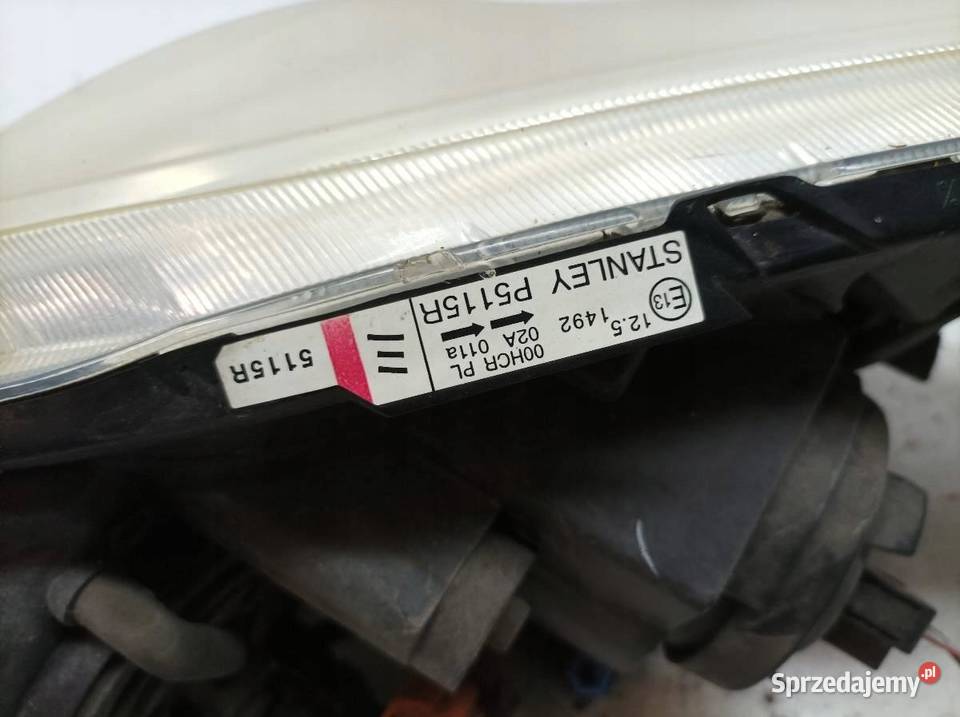 STANLEY P5115R
E13 1492
12.5 02A 011a
00HCR PL
5115R
Sprzedajemy.pl